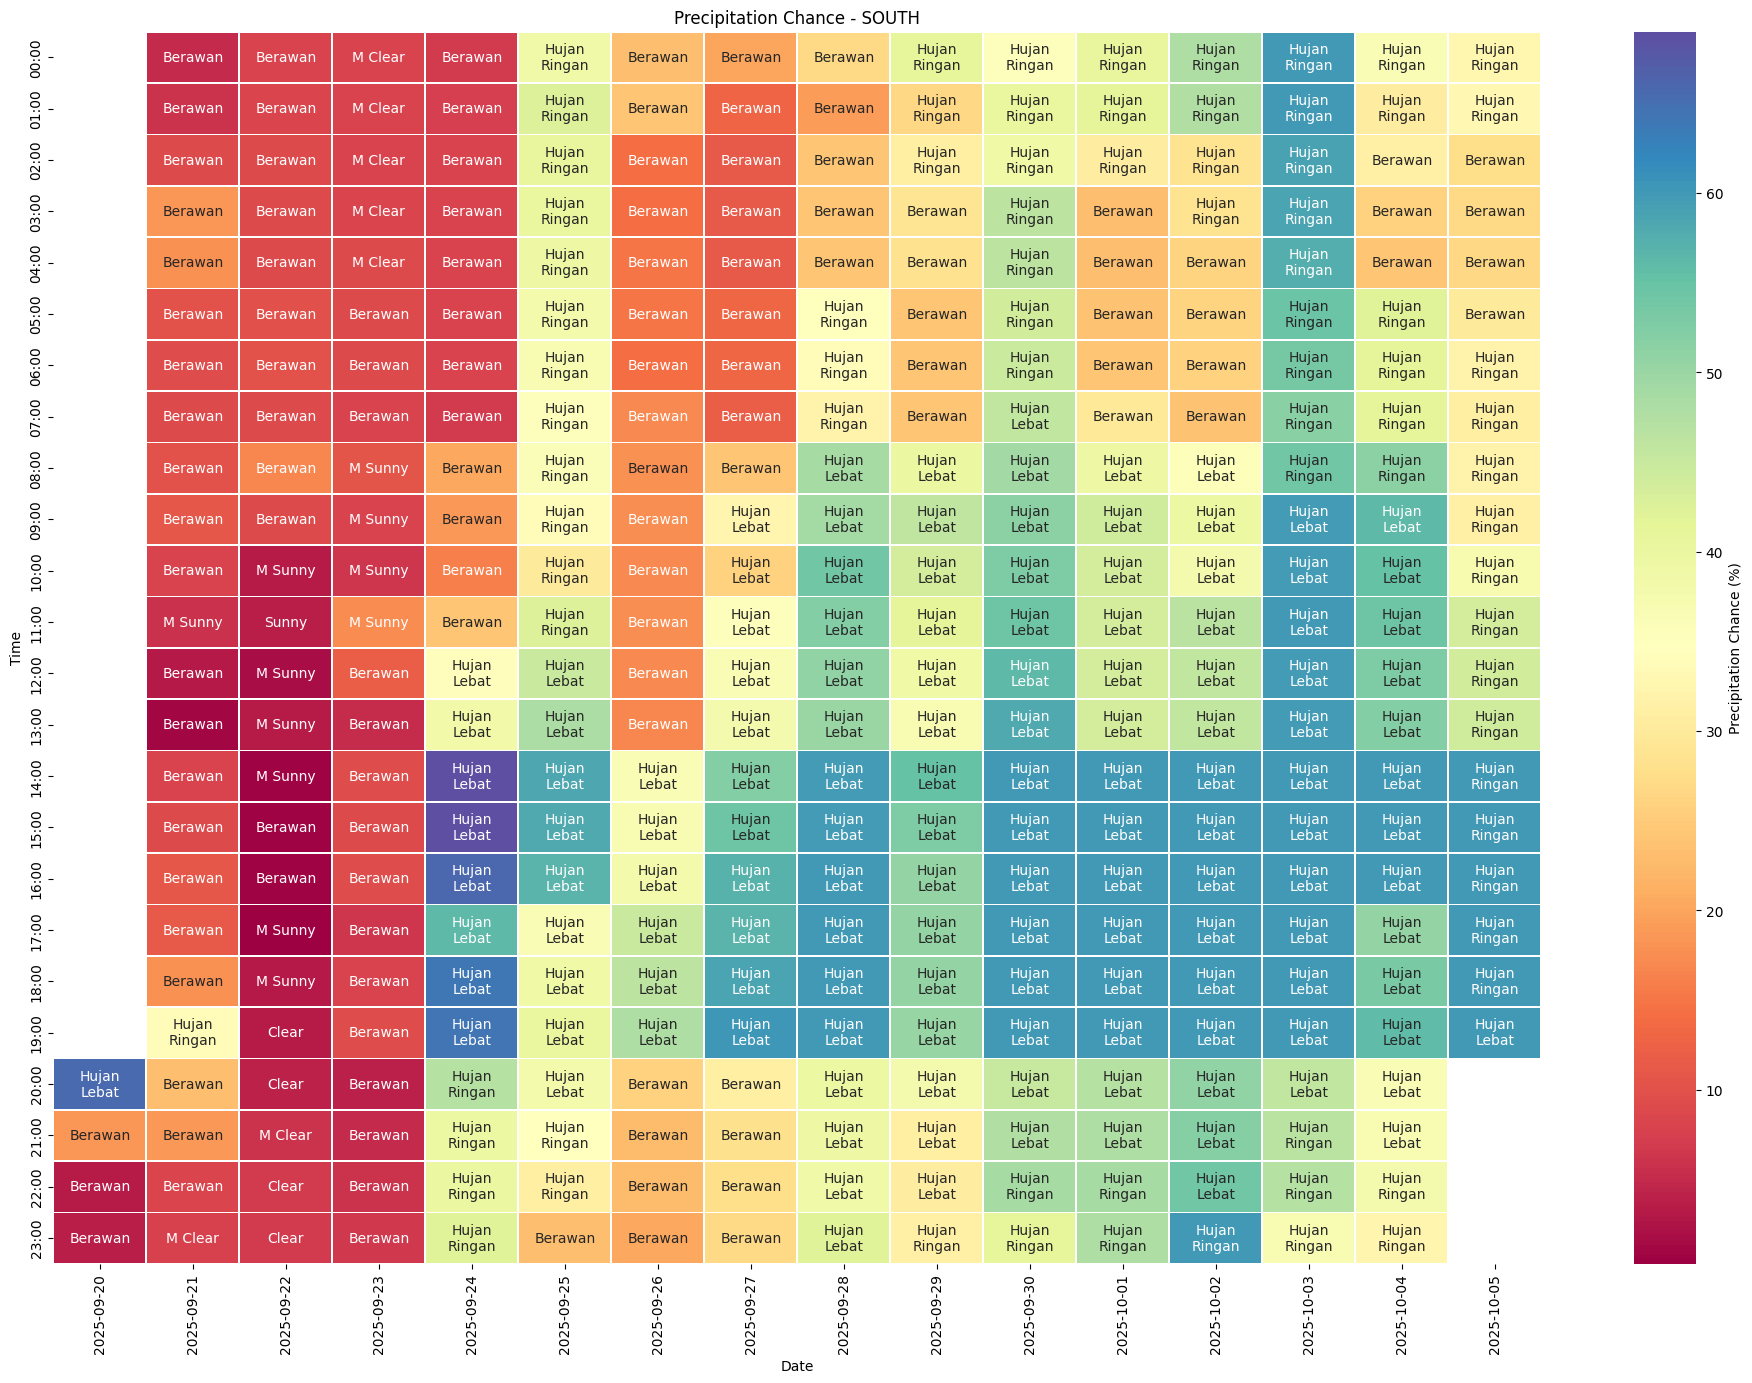 Precipitation Chance - SOUTH
Time
00:00 Berawan Berawan M Clear Berawan Hujan Ringan Berawan Berawan Berawan Hujan Ringan Hujan Ringan Hujan Ringan Hujan Ringan Hujan Ringan Hujan Ringan Hujan Ringan
01:00 Berawan Berawan M Clear Berawan Hujan Ringan Berawan Berawan Berawan Hujan Ringan Hujan Ringan Hujan Ringan Hujan Ringan Hujan Ringan Hujan Ringan Hujan Ringan
02:00 Berawan Berawan M Clear Berawan Hujan Ringan Berawan Berawan Berawan Hujan Ringan Hujan Ringan Hujan Ringan Hujan Ringan Hujan Ringan Berawan Berawan
03:00 Berawan Berawan M Clear Berawan Hujan Ringan Berawan Berawan Berawan Berawan Hujan Ringan Berawan Hujan Ringan Hujan Ringan Berawan Berawan
04:00 Berawan Berawan M Clear Berawan Hujan Ringan Berawan Berawan Berawan Berawan Hujan Ringan Berawan Berawan Hujan Ringan Berawan Berawan
05:00 Berawan Berawan Berawan Berawan Hujan Ringan Berawan Berawan Hujan Ringan Berawan Hujan Ringan Berawan Berawan Hujan Ringan Hujan Ringan Berawan
06:00 Berawan Berawan Berawan Berawan Hujan Ringan Berawan Berawan Hujan Ringan Berawan Hujan Ringan Berawan Berawan Hujan Ringan Hujan Ringan Hujan Ringan
07:00 Berawan Berawan Berawan Berawan Hujan Ringan Berawan Berawan Hujan Ringan Berawan Hujan Lebat Berawan Berawan Hujan Ringan Hujan Ringan Hujan Ringan
08:00 Berawan Berawan M Sunny Berawan Hujan Ringan Berawan Berawan Hujan Lebat Hujan Lebat Hujan Lebat Hujan Lebat Hujan Lebat Hujan Ringan Hujan Ringan Hujan Ringan
09:00 Berawan Berawan M Sunny Berawan Hujan Ringan Berawan Hujan Lebat Hujan Lebat Hujan Lebat Hujan Lebat Hujan Lebat Hujan Lebat Hujan Lebat Hujan Lebat Hujan Ringan
10:00 Berawan M Sunny M Sunny Berawan Hujan Ringan Berawan Hujan Lebat Hujan Lebat Hujan Lebat Hujan Lebat Hujan Lebat Hujan Lebat Hujan Lebat Hujan Lebat Hujan Ringan
11:00 M Sunny Sunny M Sunny Berawan Hujan Ringan Berawan Hujan Lebat Hujan Lebat Hujan Lebat Hujan Lebat Hujan Lebat Hujan Lebat Hujan Lebat Hujan Lebat Hujan Ringan
12:00 Berawan M Sunny Berawan Hujan Lebat Hujan Lebat Berawan Hujan Lebat Hujan Lebat Hujan Lebat Hujan Lebat Hujan Lebat Hujan Lebat Hujan Lebat Hujan Lebat Hujan Ringan
13:00 Berawan M Sunny Berawan Hujan Lebat Hujan Lebat Berawan Hujan Lebat Hujan Lebat Hujan Lebat Hujan Lebat Hujan Lebat Hujan Lebat Hujan Lebat Hujan Lebat Hujan Ringan
14:00 Berawan M Sunny Berawan Hujan Lebat Hujan Lebat Hujan Lebat Hujan Lebat Hujan Lebat Hujan Lebat Hujan Lebat Hujan Lebat Hujan Lebat Hujan Lebat Hujan Lebat Hujan Ringan
15:00 Berawan Berawan Berawan Hujan Lebat Hujan Lebat Hujan Lebat Hujan Lebat Hujan Lebat Hujan Lebat Hujan Lebat Hujan Lebat Hujan Lebat Hujan Lebat Hujan Lebat Hujan Ringan
16:00 Berawan Berawan Berawan Hujan Lebat Hujan Lebat Hujan Lebat Hujan Lebat Hujan Lebat Hujan Lebat Hujan Lebat Hujan Lebat Hujan Lebat Hujan Lebat Hujan Lebat Hujan Ringan
17:00 Berawan M Sunny Berawan Hujan Lebat Hujan Lebat Hujan Lebat Hujan Lebat Hujan Lebat Hujan Lebat Hujan Lebat Hujan Lebat Hujan Lebat Hujan Lebat Hujan Lebat Hujan Ringan
18:00 Berawan M Sunny Berawan Hujan Lebat Hujan Lebat Hujan Lebat Hujan Lebat Hujan Lebat Hujan Lebat Hujan Lebat Hujan Lebat Hujan Lebat Hujan Lebat Hujan Lebat Hujan Ringan
19:00 Hujan Ringan Clear Berawan Hujan Lebat Hujan Lebat Hujan Lebat Hujan Lebat Hujan Lebat Hujan Lebat Hujan Lebat Hujan Lebat Hujan Lebat Hujan Lebat Hujan Lebat Hujan Lebat
20:00 Hujan Lebat Berawan Clear Berawan Hujan Ringan Hujan Lebat Berawan Berawan Hujan Lebat Hujan Lebat Hujan Lebat Hujan Lebat Hujan Lebat Hujan Lebat Hujan Lebat
21:00 Berawan Berawan M Clear Berawan Hujan Ringan Hujan Ringan Berawan Berawan Hujan Lebat Hujan Lebat Hujan Lebat Hujan Lebat Hujan Lebat Hujan Ringan Hujan Lebat
22:00 Berawan Berawan Clear Berawan Hujan Ringan Hujan Ringan Berawan Berawan Hujan Lebat Hujan Lebat Hujan Ringan Hujan Ringan Hujan Lebat Hujan Ringan Hujan Ringan
23:00 Berawan M Clear Clear Berawan Hujan Ringan Berawan Berawan Berawan Hujan Lebat Hujan Ringan Hujan Ringan Hujan Ringan Hujan Ringan Hujan Ringan Hujan Ringan
2025-09-20 2025-09-21 2025-09-22 2025-09-23 2025-09-24 2025-09-25 2025-09-26 2025-09-27 2025-09-28 2025-09-29 2025-09-30 2025-10-01 2025-10-02 2025-10-03 2025-10-04 2025-10-05
Date
60
50
40
30
20
10
Precipitation Chance (%)